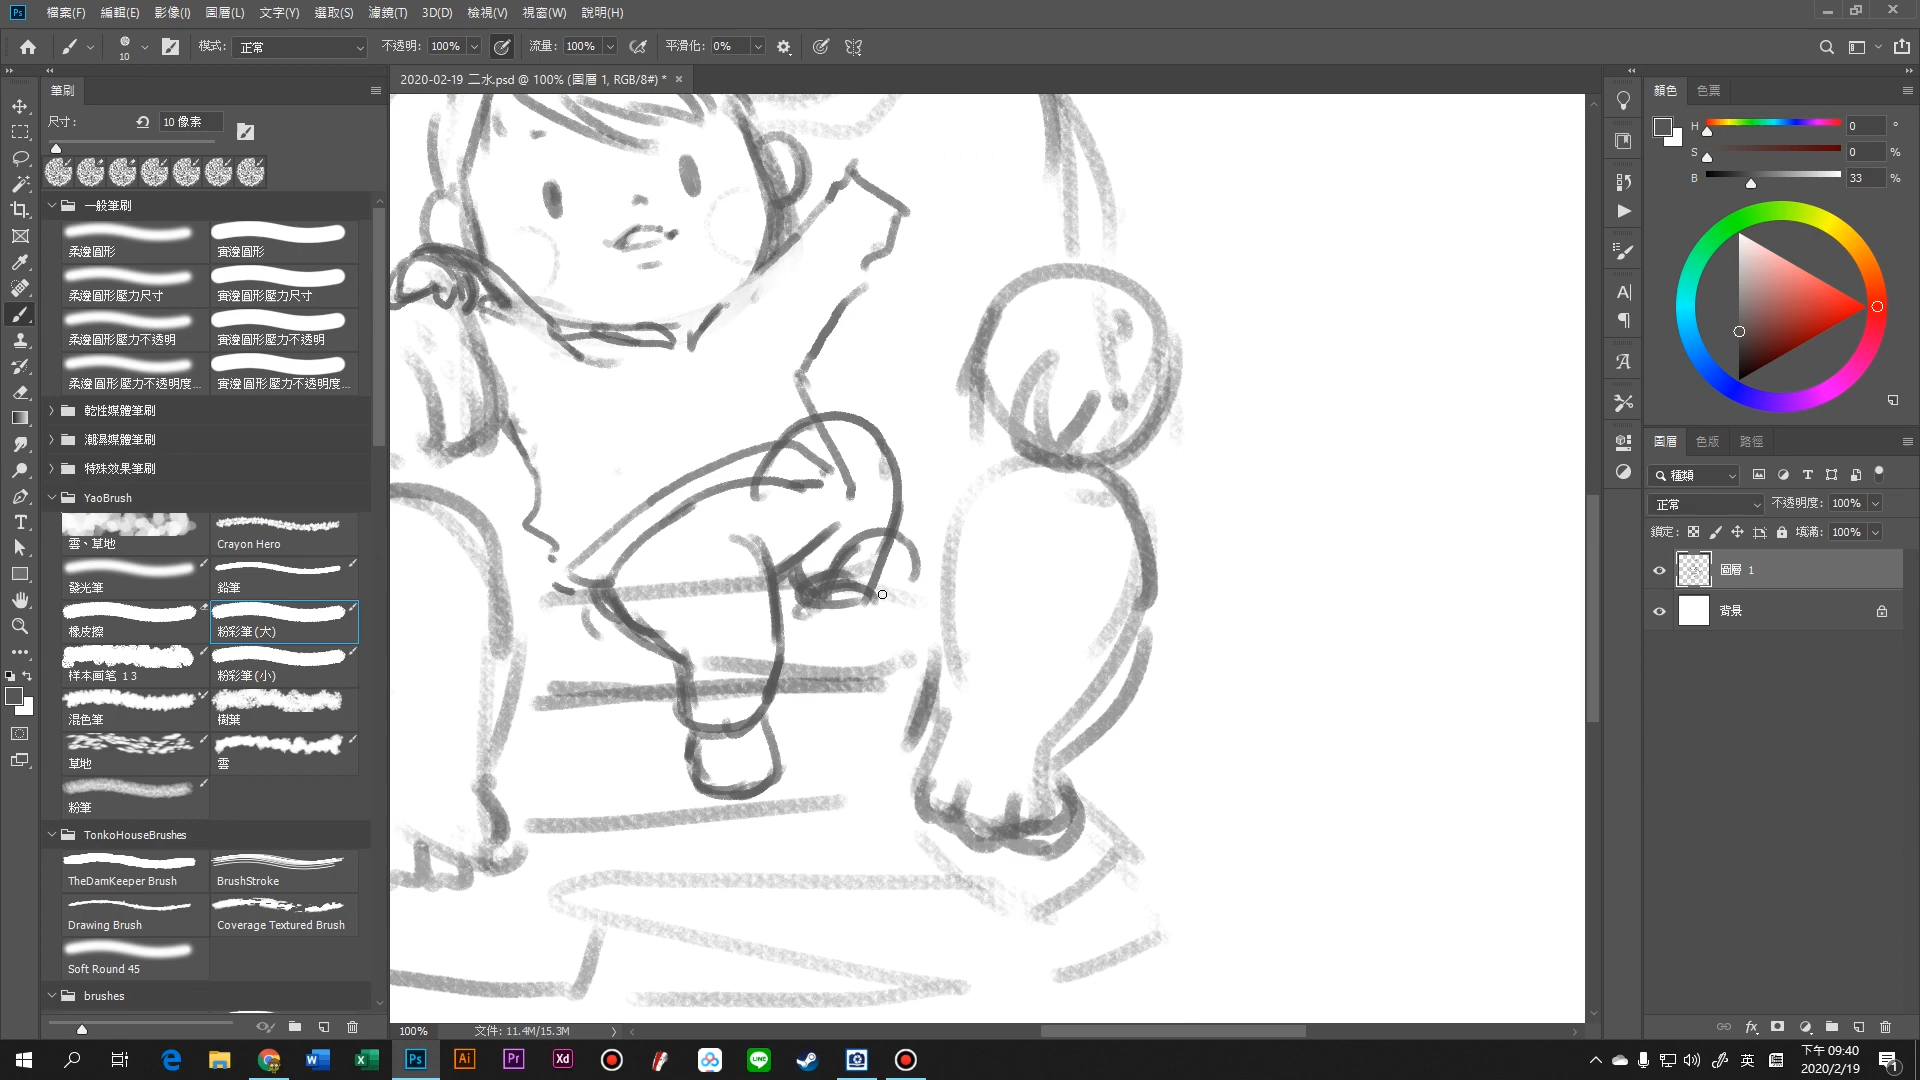 Ps 檔案(F) 編輯(E) 影像(I) 圖層(L) 文字(Y) 選取(S) 濾鏡(T) 3D(D) 檢視(V) 視窗(W) 說明(H)
10 模式: 正常 不透明: 100% 流量: 100% 平滑化: 0%
2020-02-19 二水.psd @ 100% (圖層 1, RGB/8#) * ×
筆刷
尺寸: 10 像素
一般筆刷
柔邊圓形 實邊圓形
柔邊圓形壓力尺寸 實邊圓形壓力尺寸
柔邊圓形壓力不透明 實邊圓形壓力不透明
柔邊圓形壓力不透明度... 實邊圓形壓力不透明度...
乾性媒體筆刷
潮濕媒體筆刷
特殊效果筆刷
YaoBrush
雲、草地 Crayon Hero
發光筆 鉛筆
橡皮擦 粉彩筆(大)
样本画笔 13 粉彩筆(小)
混色筆 樹葉
草地 雲
粉筆
TonkoHouseBrushes
TheDamKeeper Brush BrushStroke
Drawing Brush Coverage Textured Brush
Soft Round 45
brushes
100% 文件: 11.4M/15.3M
顏色 色票
H 0 °
S 0 %
B 33 %
圖層 色版 路徑
種類
正常 不透明度: 100%
鎖定: 填滿: 100%
圖層 1
背景
Ps Ai Pr Xd LINE 英
下午 09:40
2020/2/19
1